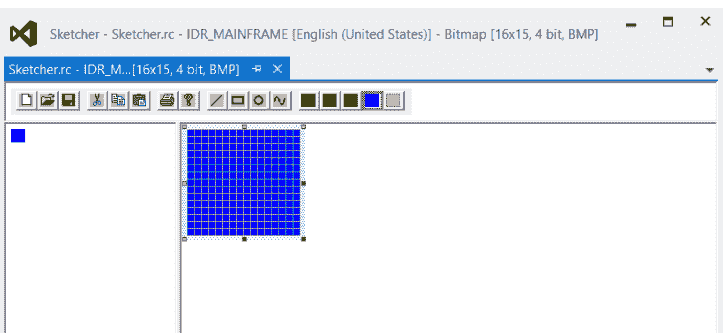 Sketcher - Sketcher.rc - IDR_MAINFRAME [English (United States)] - Bitmap [16x15, 4 bit, BMP]
Sketcher.rc - IDR_M...[16x15, 4 bit, BMP]